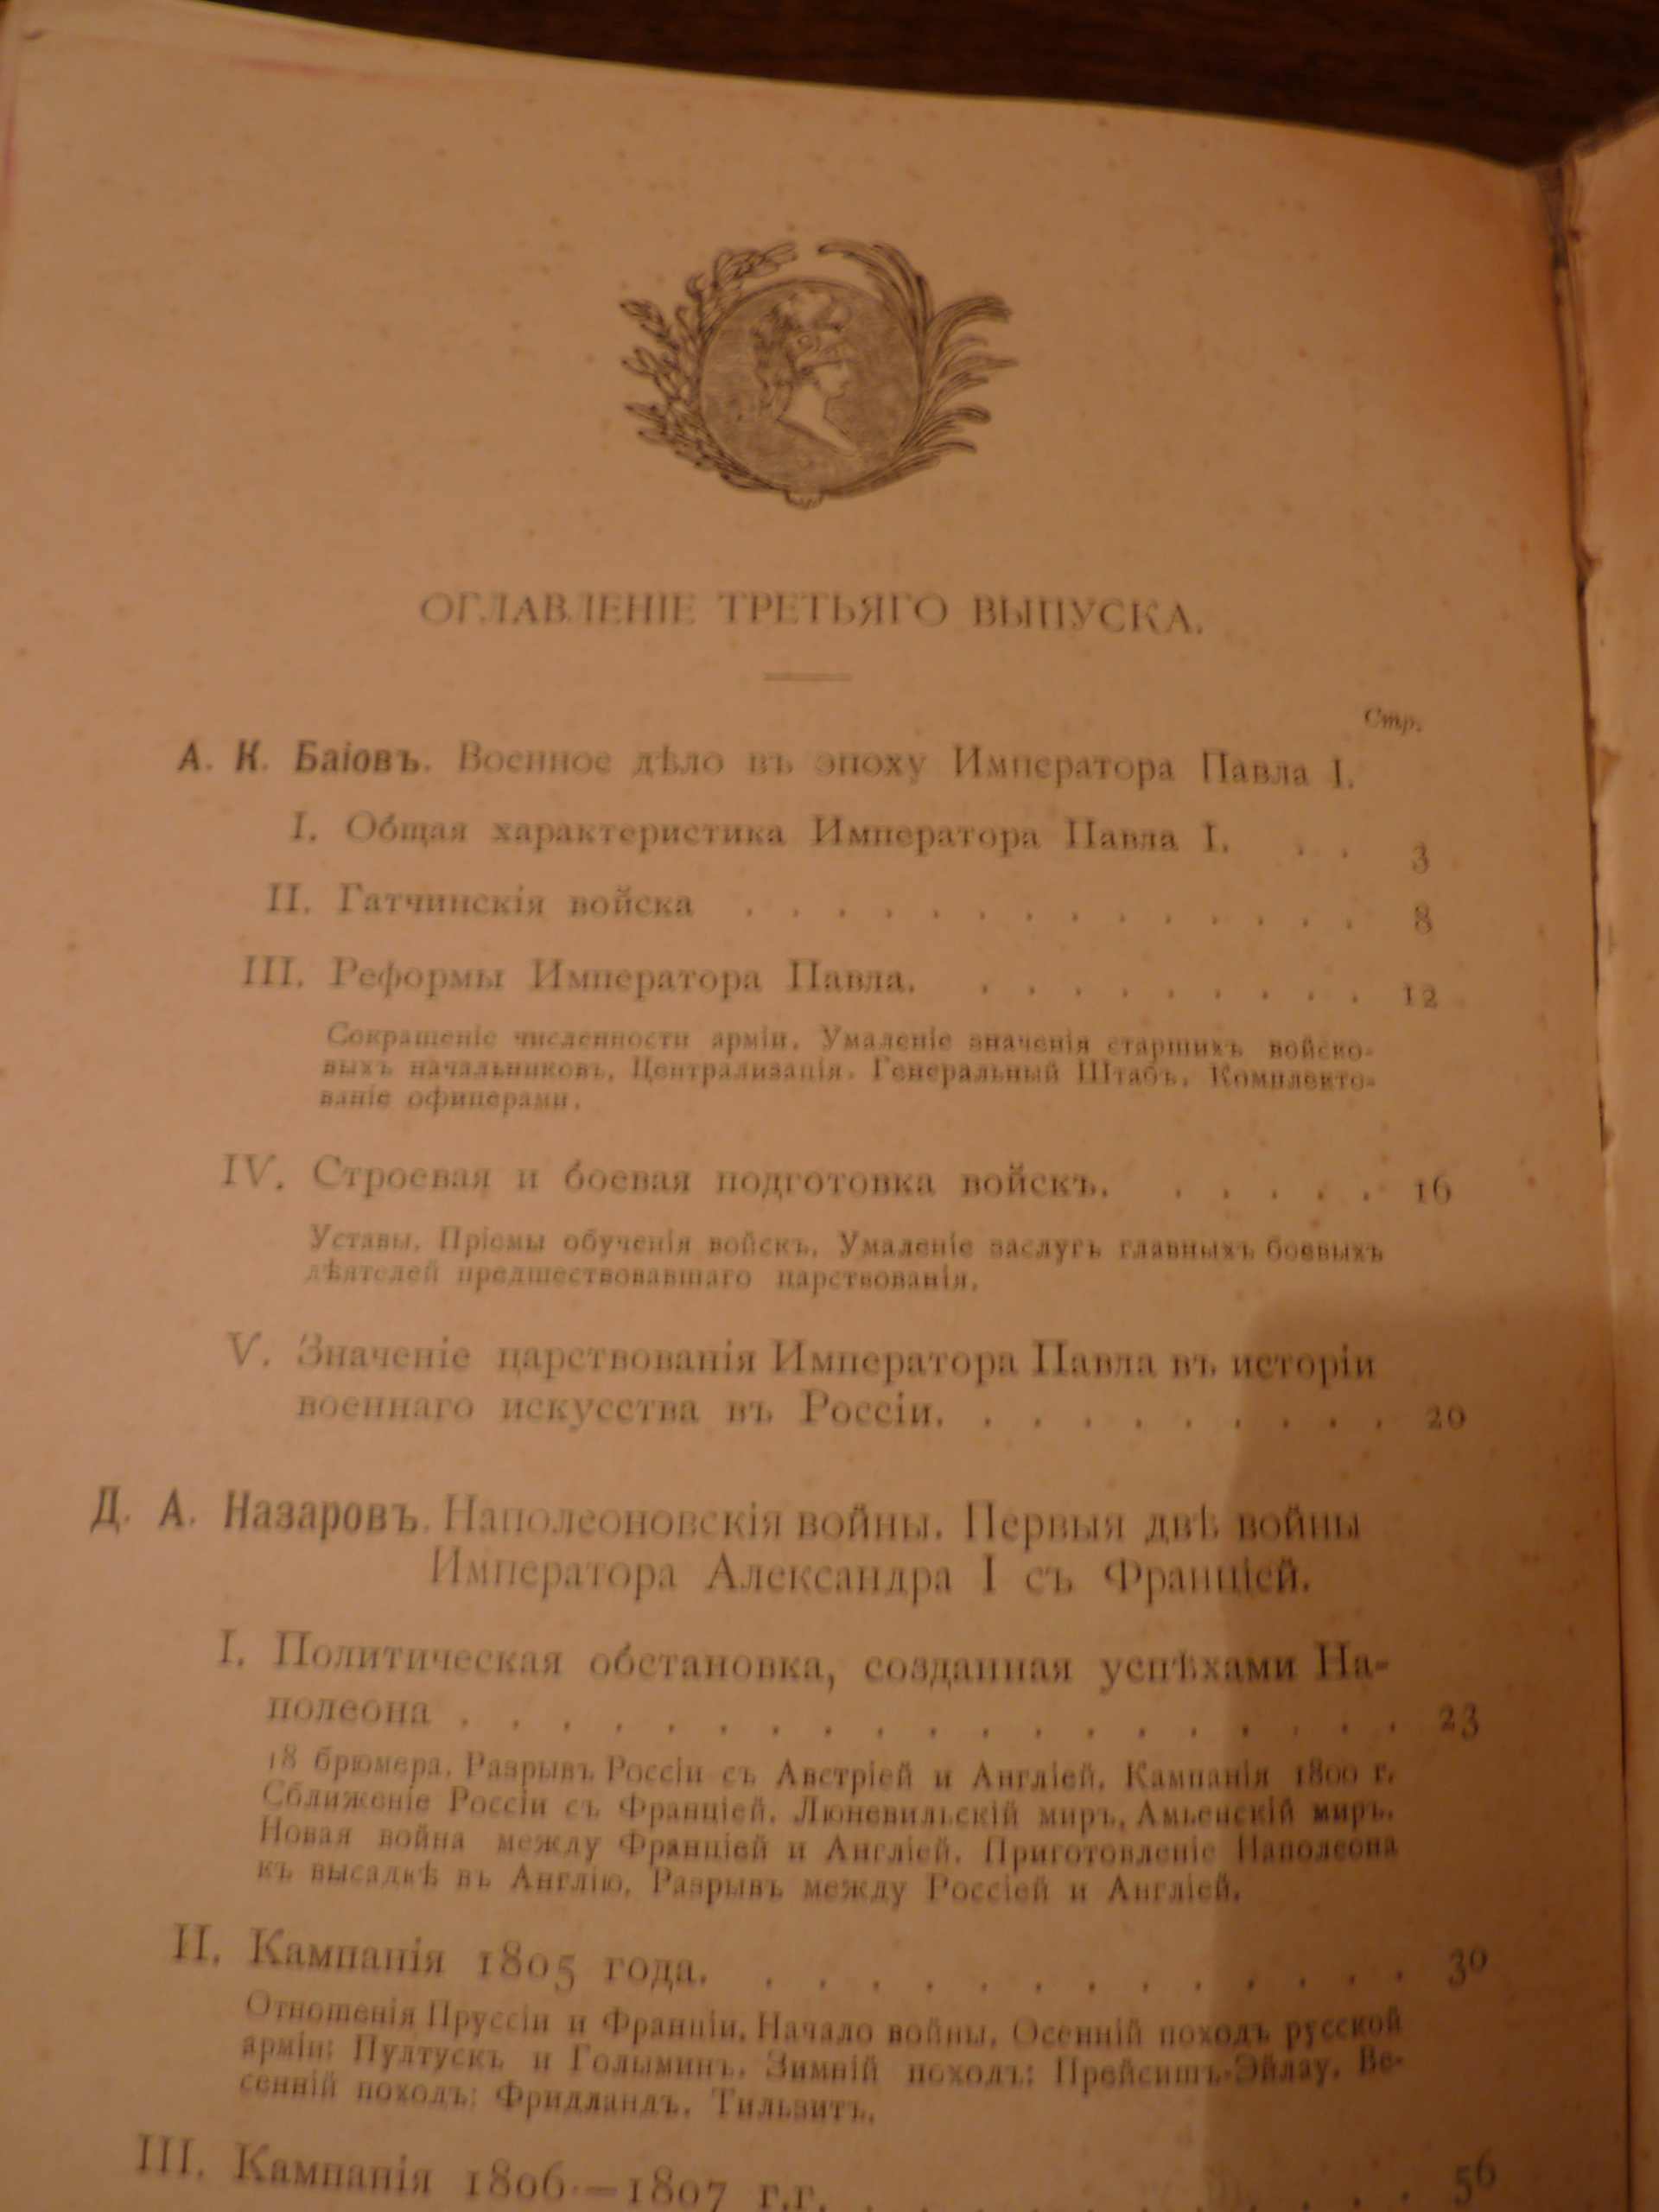 ОГЛАВЛЕНІЕ ТРЕТЬЯГО ВЫПУСКА.
Стр.
А. К. Баіовъ. Военное дѣло въ эпоху Императора Павла I.
I. Общая характеристика Императора Павла I. . . 3
II. Гатчинскія войска . . . . . . . . . . . . . . 8
III. Реформы Императора Павла. . . . . . . . . . 12
Сокращеніе численности арміи. Умаленіе значенія старшихъ войско-
выхъ начальниковъ. Централизація. Генеральный Штабъ. Комплекто-
ваніе офицерами.
IV. Строевая и боевая подготовка войскъ. . . . . . 16
Уставы. Пріемы обученія войскъ. Умаленіе заслугъ главныхъ боевыхъ
дѣятелей предшествовавшаго царствованія.
V. Значеніе царствованія Императора Павла въ исторіи
военнаго искусства въ Россіи. . . . . . . . . . 20
Д. А. Назаровъ. Наполеоновскія войны. Первыя двѣ войны
Императора Александра I съ Франціей.
I. Политическая обстановка, созданная успѣхами На-
полеона . . . . . . . . . . . . . . . . . . . 23
18 брюмера. Разрывъ Россіи съ Австріей и Англіей. Кампанія 1800 г.
Сближеніе Россіи съ Франціей. Люневильскій миръ. Амьенскій миръ.
Новая война между Франціей и Англіей. Приготовленіе Наполеона
къ высадкѣ въ Англію. Разрывъ между Россіей и Англіей.
II. Кампанія 1805 года. . . . . . . . . . . . . . 30
Отношенія Пруссіи и Франціи. Начало войны. Осенній походъ русской
арміи: Пултускъ и Голыминъ. Зимній походъ: Прейсишъ-Эйлау. Ве-
сенній походъ: Фридландъ. Тильзитъ.
III. Кампанія 1806—1807 г.г. . . . . . . . . . . . 56